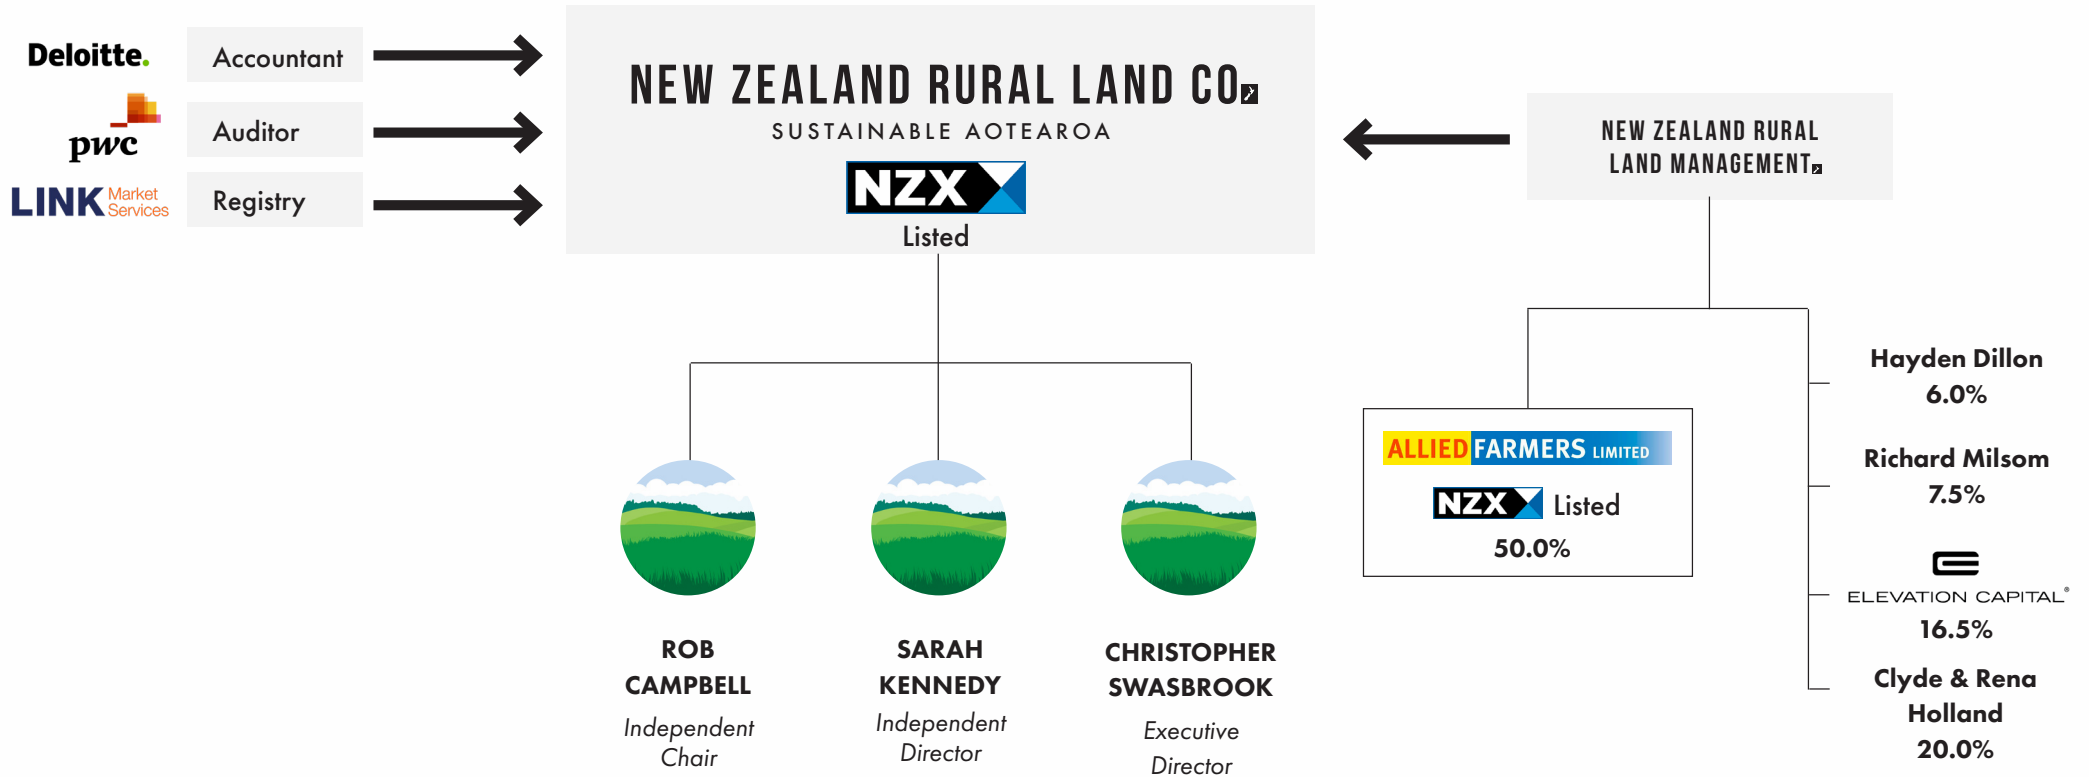 Deloitte.
Accountant
pwc
Auditor
LINK Market
Services
Registry
NEW ZEALAND RURAL LAND CO
SUSTAINABLE AOTEAROA
NZX
Listed
NEW ZEALAND RURAL
LAND MANAGEMENT
ROB
CAMPBELL
Independent
Chair
SARAH
KENNEDY
Independent
Director
CHRISTOPHER
SWASBROOK
Executive
Director
ALLIED FARMERS LIMITED
NZX Listed
50.0%
Hayden Dillon
6.0%
Richard Milsom
7.5%
ELEVATION CAPITAL®
16.5%
Clyde & Rena
Holland
20.0%